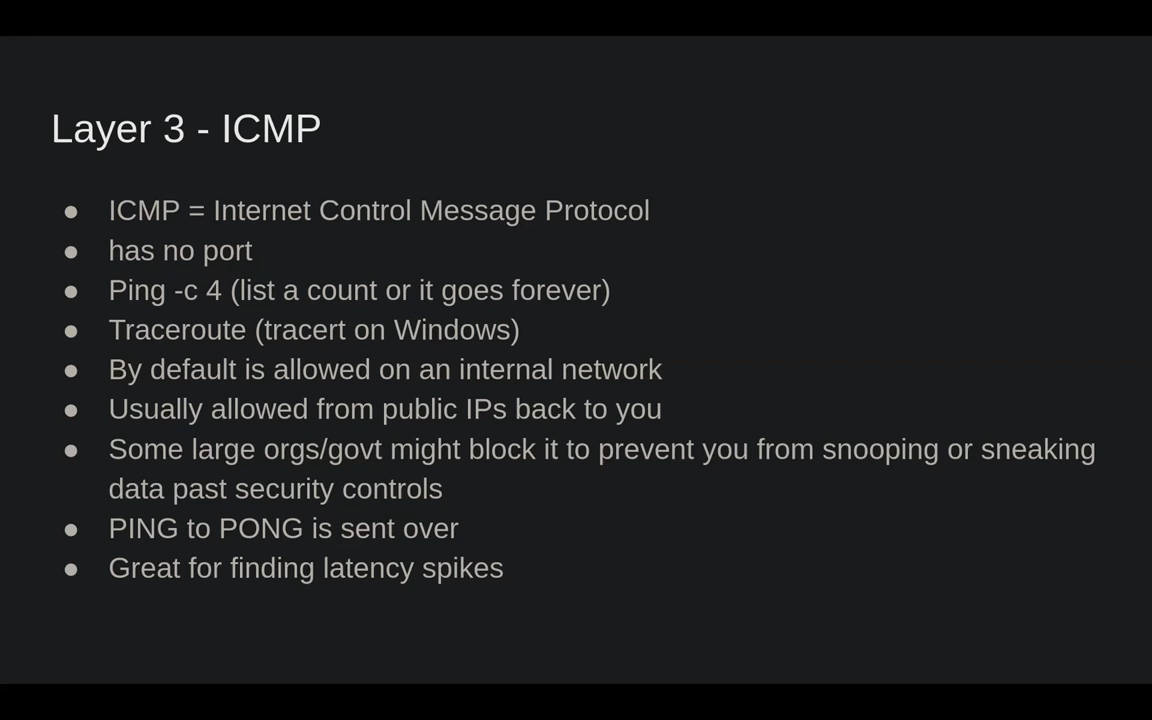 Layer 3 - ICMP
● ICMP = Internet Control Message Protocol
● has no port
● Ping -c 4 (list a count or it goes forever)
● Traceroute (tracert on Windows)
● By default is allowed on an internal network
● Usually allowed from public IPs back to you
● Some large orgs/govt might block it to prevent you from snooping or sneaking
data past security controls
● PING to PONG is sent over
● Great for finding latency spikes